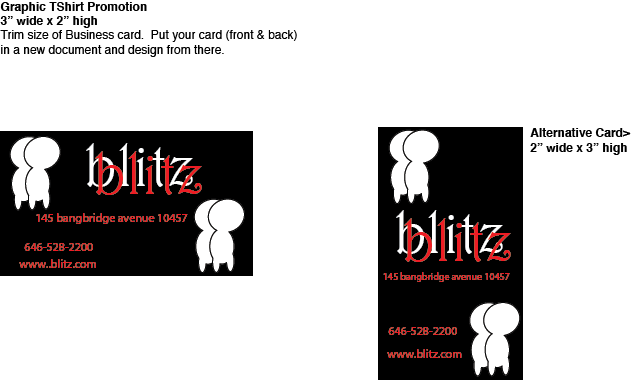 Graphic TShirt Promotion
3” wide x 2” high
Trim size of Business card.  Put your card (front & back)
in a new document and design from there.
blitz
blitz
145 bangbridge avenue 10457
646-528-2200
www.blitz.com
Alternative Card>
2” wide x 3” high
blitz
blitz
145 bangbridge avenue 10457
646-528-2200
www.blitz.com